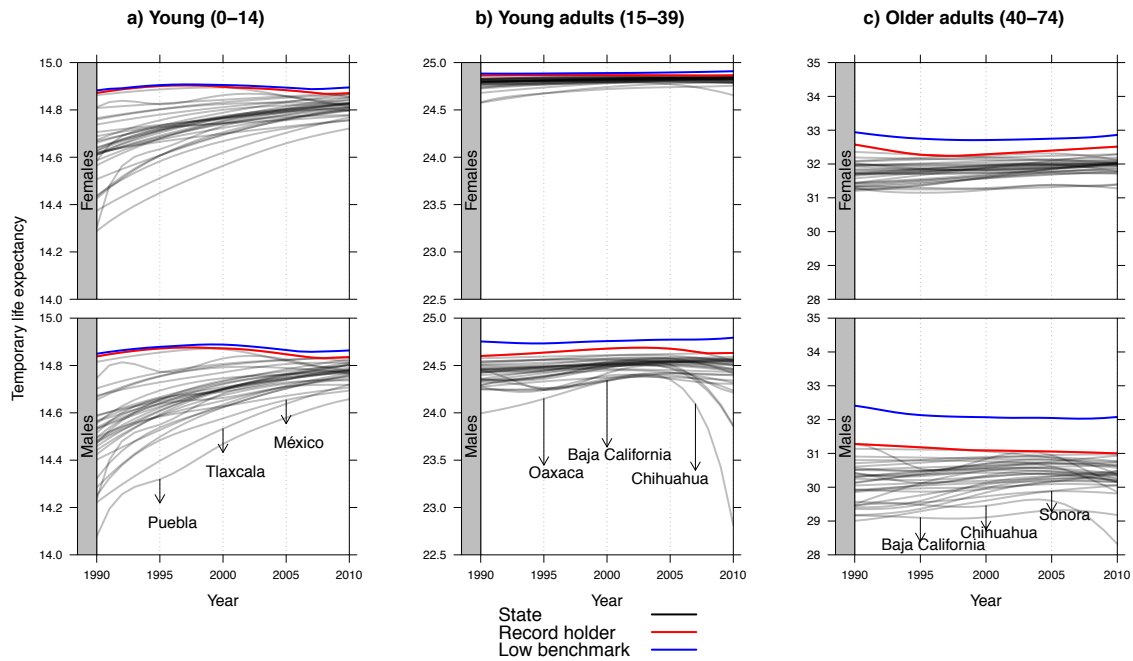 a) Young (0−14)
b) Young adults (15−39)
c) Older adults (40−74)
Temporary life expectancy
Females
15.0
14.8
14.6
14.4
14.2
14.0
Females
25.0
24.5
24.0
23.5
23.0
22.5
Females
35
34
33
32
31
30
29
28
Males
15.0
14.8
14.6
14.4
14.2
14.0
Puebla
Tlaxcala
México
1990 1995 2000 2005 2010
Year
Males
25.0
24.5
24.0
23.5
23.0
22.5
Oaxaca
Baja California
Chihuahua
1990 1995 2000 2005 2010
Year
Males
35
34
33
32
31
30
29
28
Baja California
Chihuahua
Sonora
1990 1995 2000 2005 2010
Year
State
Record holder
Low benchmark